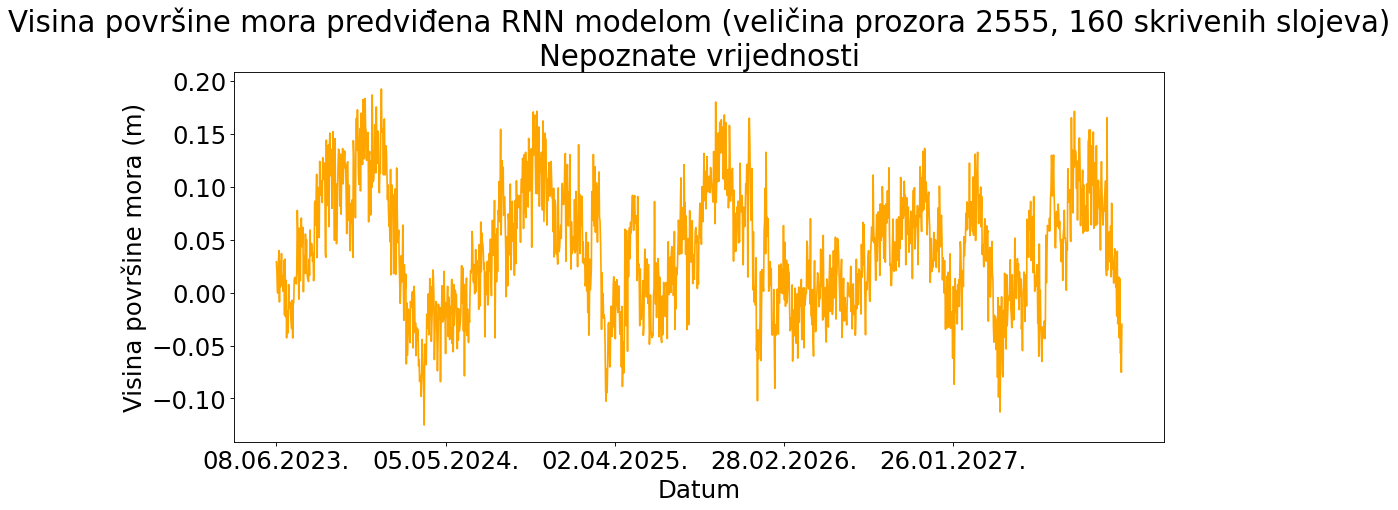 Visina površine mora predviđena RNN modelom (veličina prozora 2555, 160 skrivenih slojeva)
Nepoznate vrijednosti
Visina površine mora (m)
0.20
0.15
0.10
0.05
0.00
−0.05
−0.10
08.06.2023. 05.05.2024. 02.04.2025. 28.02.2026. 26.01.2027.
Datum